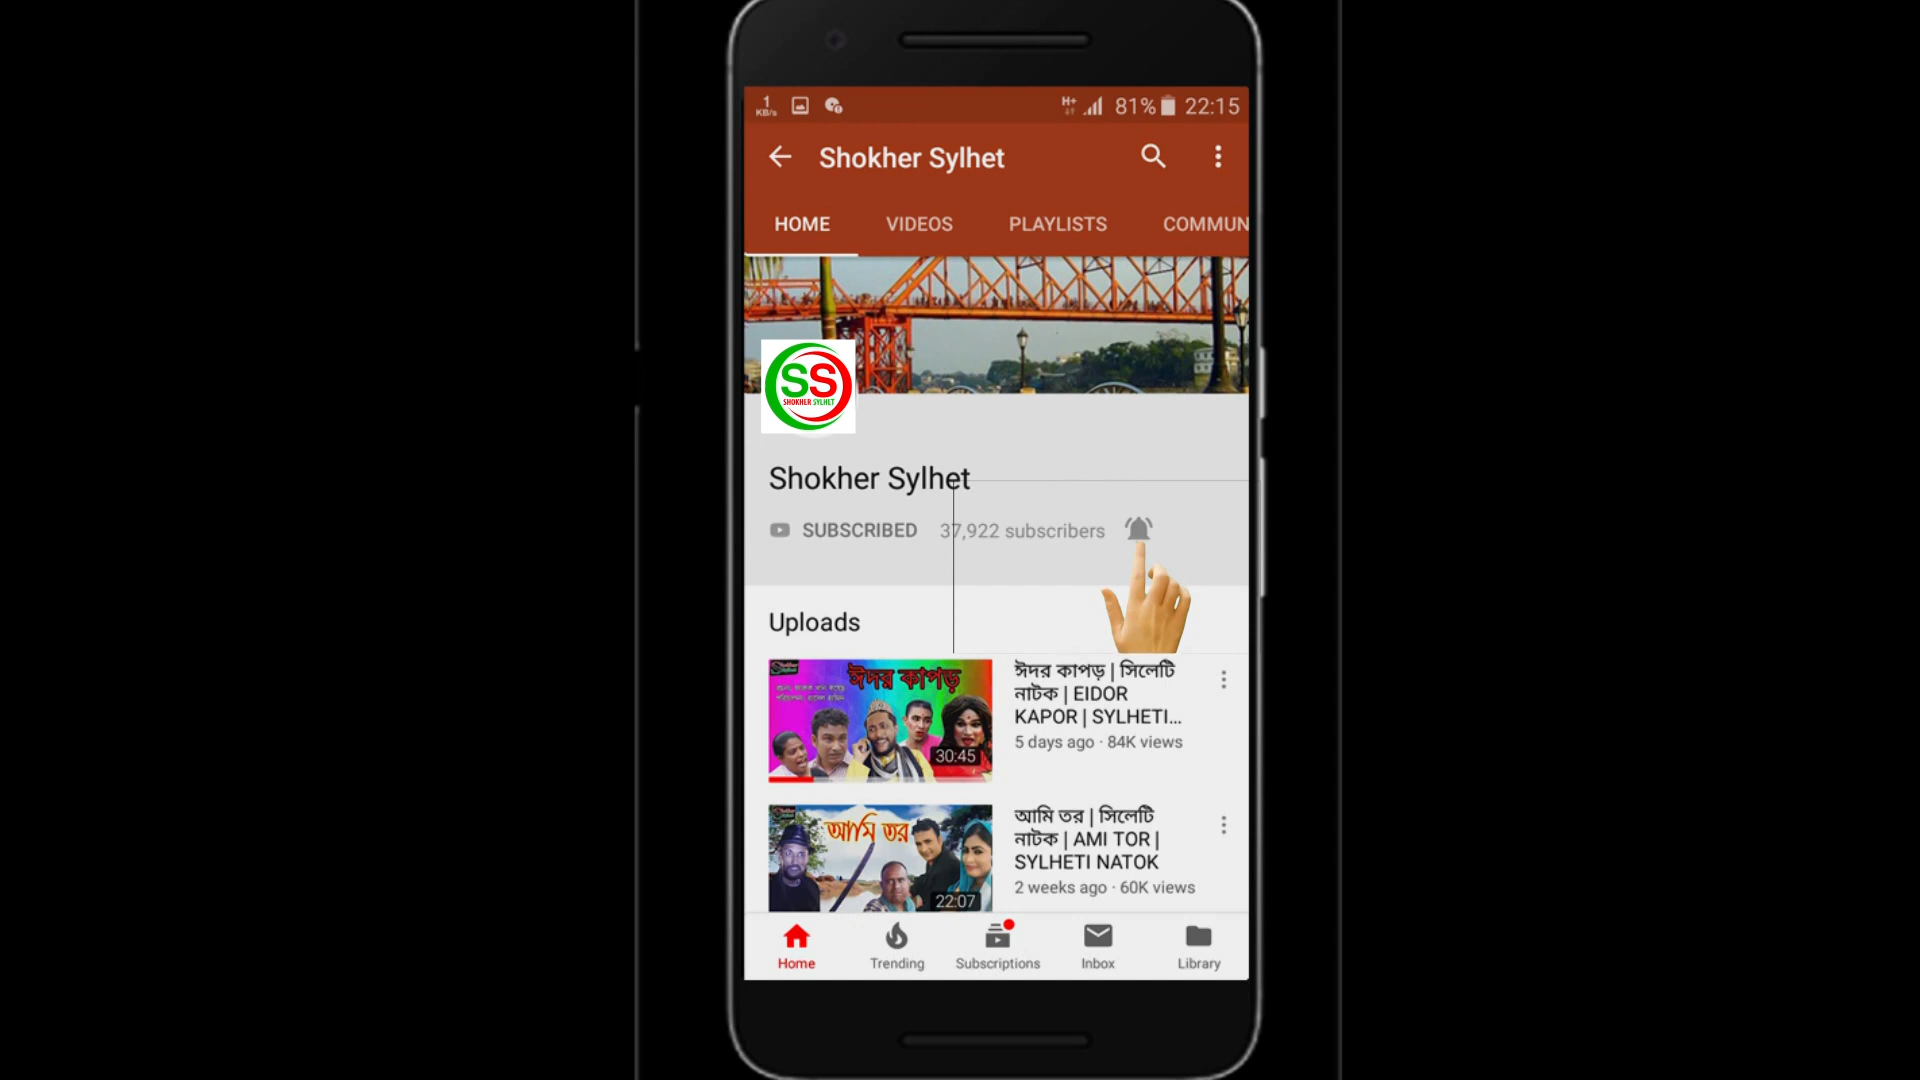 1
KB/s
H+
81%
22:15
Shokher Sylhet
HOME
VIDEOS
PLAYLISTS
COMMUN
SS
SHOKHER SYLHET
Shokher Sylhet
SUBSCRIBED
37,922 subscribers
Uploads
ঈদর কাপড়
30:45
ঈদর কাপড় | সিলেটি
নাটক | EIDOR
KAPOR | SYLHETI...
5 days ago · 84K views
আমি তর
22:07
আমি তর | সিলেটি
নাটক | AMI TOR |
SYLHETI NATOK
2 weeks ago · 60K views
Home
Trending
Subscriptions
Inbox
Library